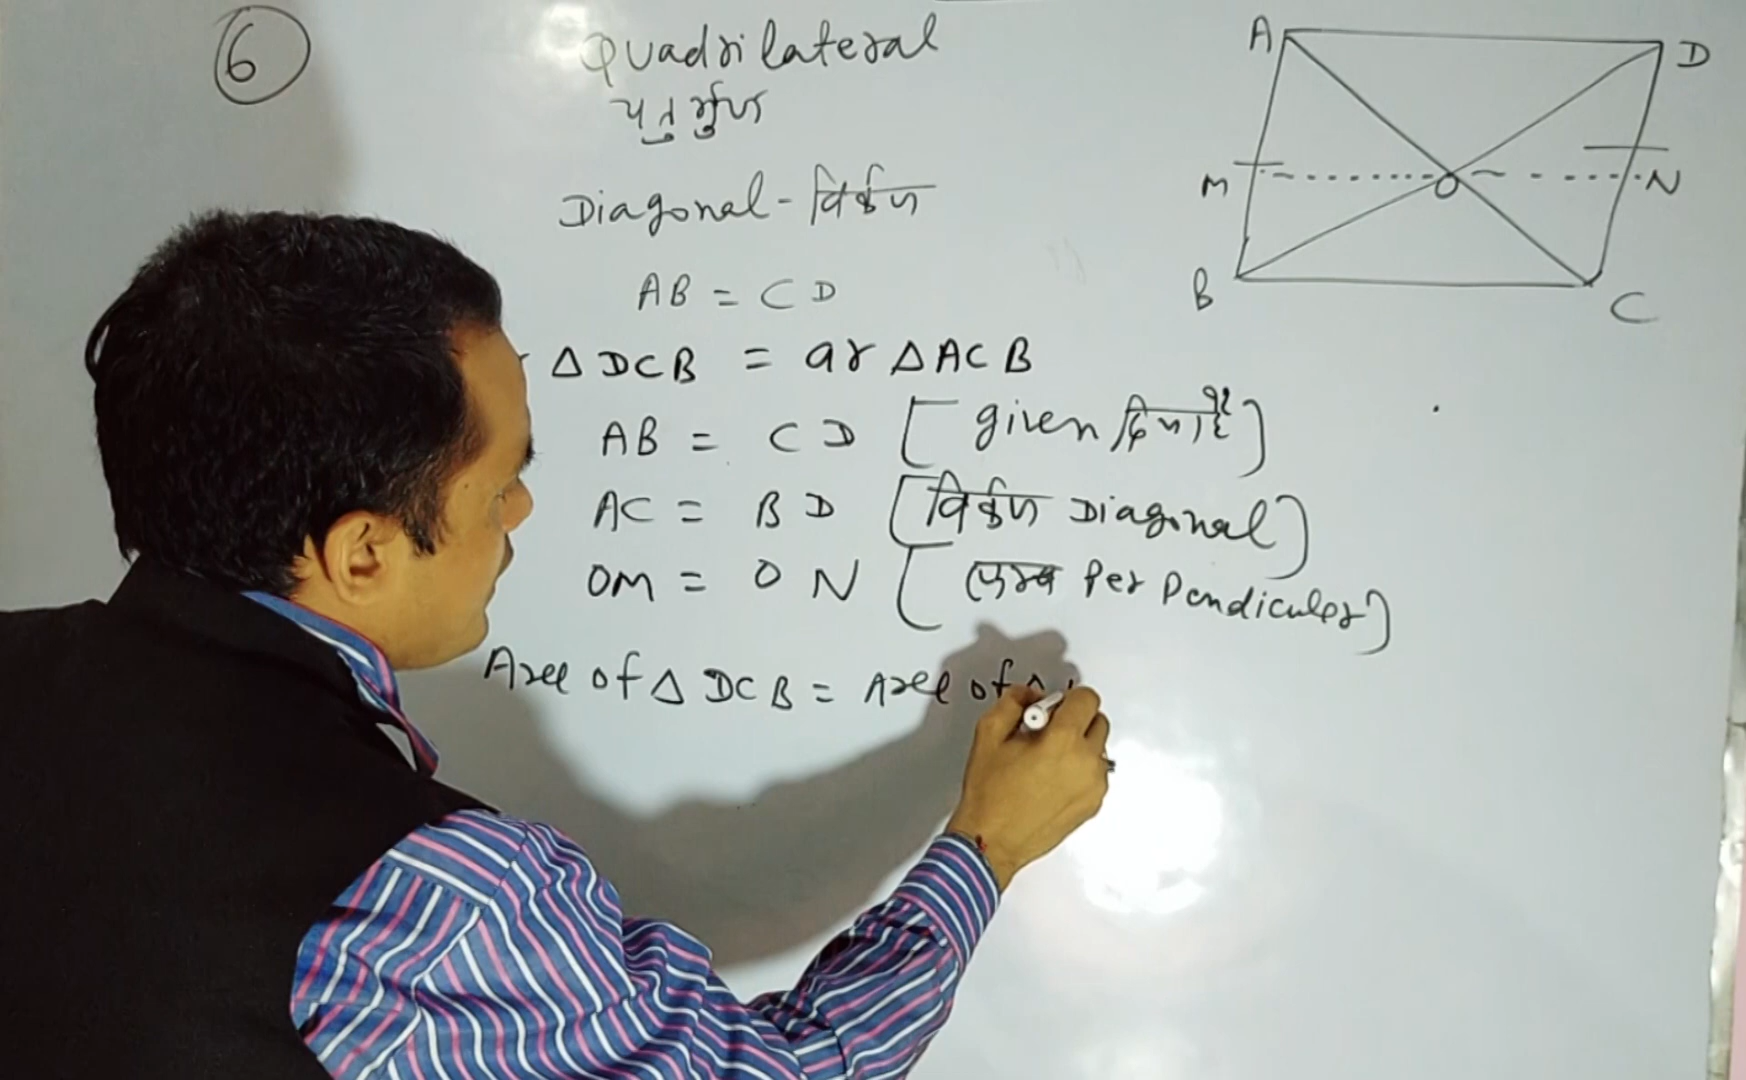 6
Quadrilateral
चतुर्भुज
Diagonal - विकर्ण
AB = CD
Δ DCB = ar Δ ACB
AB = CD [given दिया है]
AC = BD [विकर्ण Diagonal]
OM = ON [लम्ब Perpendiculer]
Area of Δ DCB = Area of Δ
A
D
M
O
N
B
C